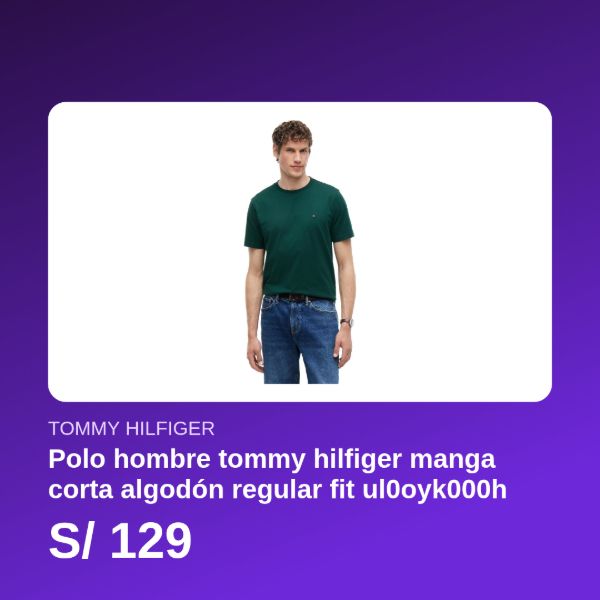 TOMMY HILFIGER
Polo hombre tommy hilfiger manga
corta algodón regular fit ul0oyk000h
S/ 129